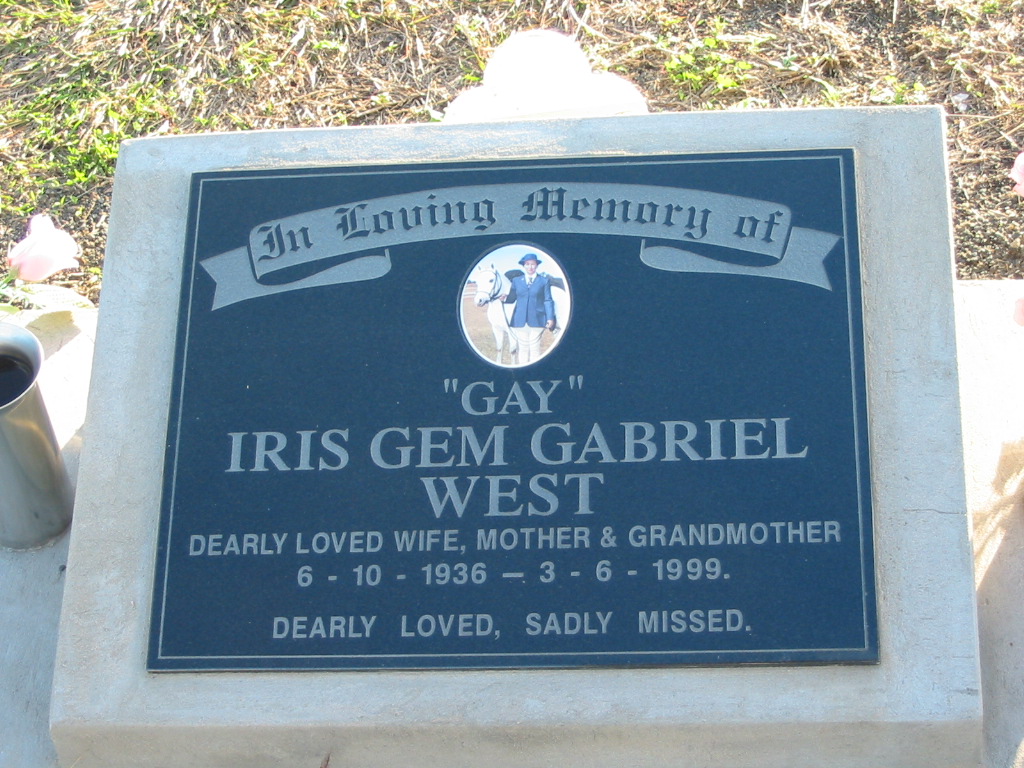 In Loving Memory of
"GAY"
IRIS GEM GABRIEL
WEST
DEARLY LOVED WIFE, MOTHER & GRANDMOTHER
6 - 10 - 1936 — 3 - 6 - 1999.
DEARLY LOVED, SADLY MISSED.